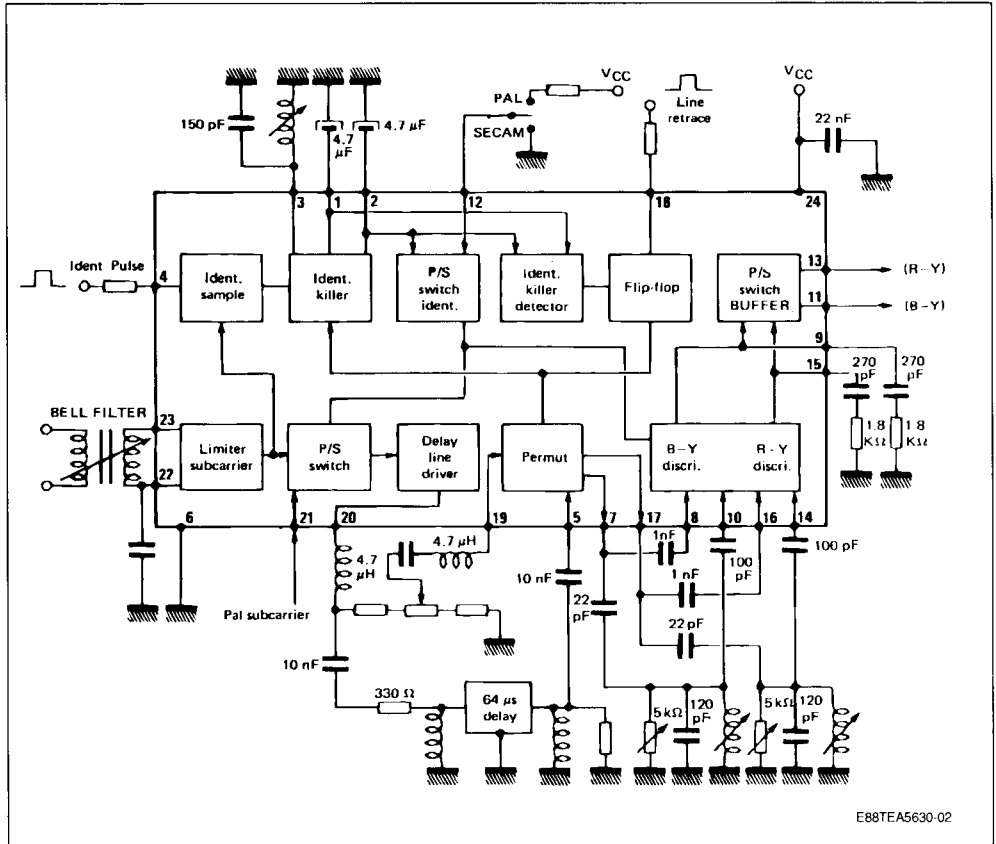 VCC
VCC
PAL
Line
retrace
150 pF
4.7
μF
4.7 μF
SECAM
22 nF
3
1
2
12
18
24
Ident Pulse
4
Ident.
sample
Ident.
killer
P/S
switch
ident.
Ident.
killer
detector
Flip-flop
P/S
switch
BUFFER
13
(R-Y)
11
(B-Y)
9
15
270
pF
270
pF
1.8
KΩ
1.8
KΩ
BELL FILTER
23
22
Limiter
subcarrier
P/S
switch
Delay
line
driver
Permut
B-Y
discri.
R-Y
discri.
6
21
20
19
5
7
17
8
10
16
14
4.7
μH
4.7 μH
10 nF
1nF
100
pF
100 pF
1 nF
22
pF
22 pF
Pal subcarrier
10 nF
330 Ω
64 μs
delay
5kΩ
120
pF
5kΩ
120
pF
E88TEA5630-02